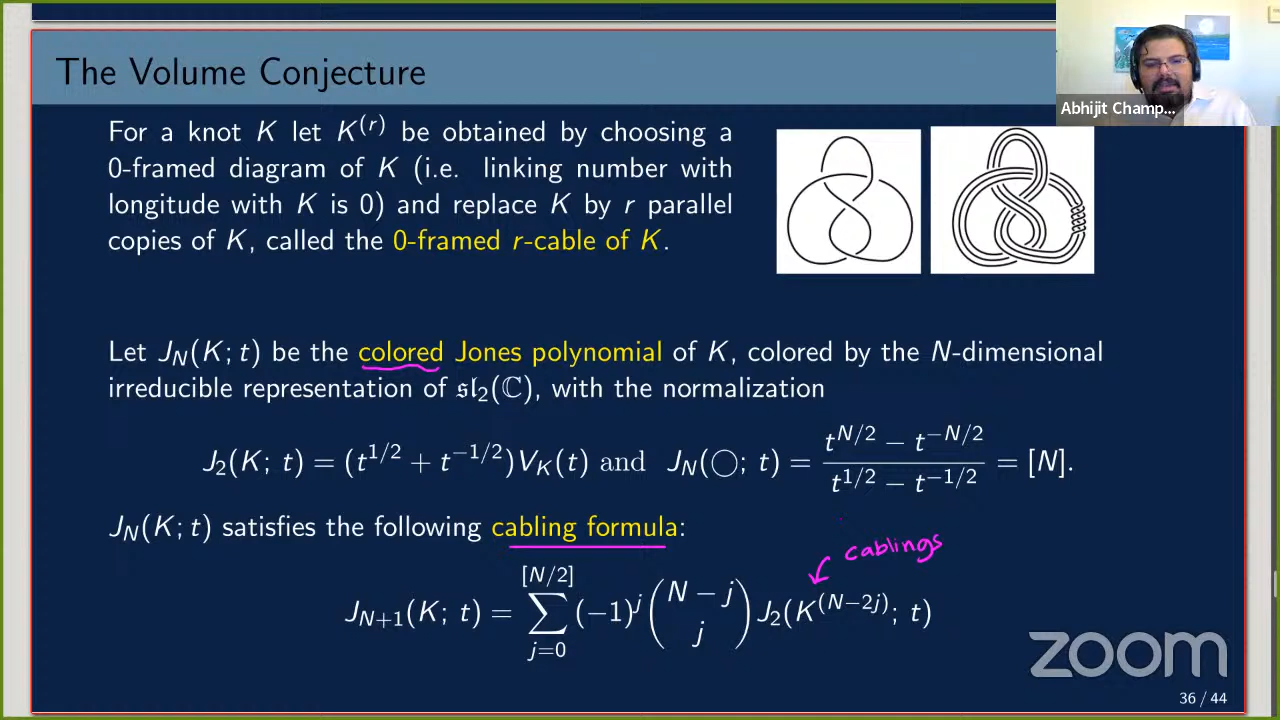 The Volume Conjecture
Abhijit Champ...
For a knot K let K^{(r)} be obtained by choosing a
0-framed diagram of K (i.e. linking number with
longitude with K is 0) and replace K by r parallel
copies of K, called the 0-framed r-cable of K.
Let J_N(K; t) be the colored Jones polynomial of K, colored by the N-dimensional
irreducible representation of 𝔰𝔩_2(ℂ), with the normalization
J_2(K; t) = (t^{1/2} + t^{-1/2})V_K(t) and J_N(◯; t) = \frac{t^{N/2} − t^{−N/2}}{t^{1/2} − t^{−1/2}} = [N].
J_N(K; t) satisfies the following cabling formula:
cablings
J_{N+1}(K; t) = \sum_{j=0}^{[N/2]} (−1)^j \binom{N − j}{j} J_2(K^{(N−2j)}; t)
zoom
36 / 44